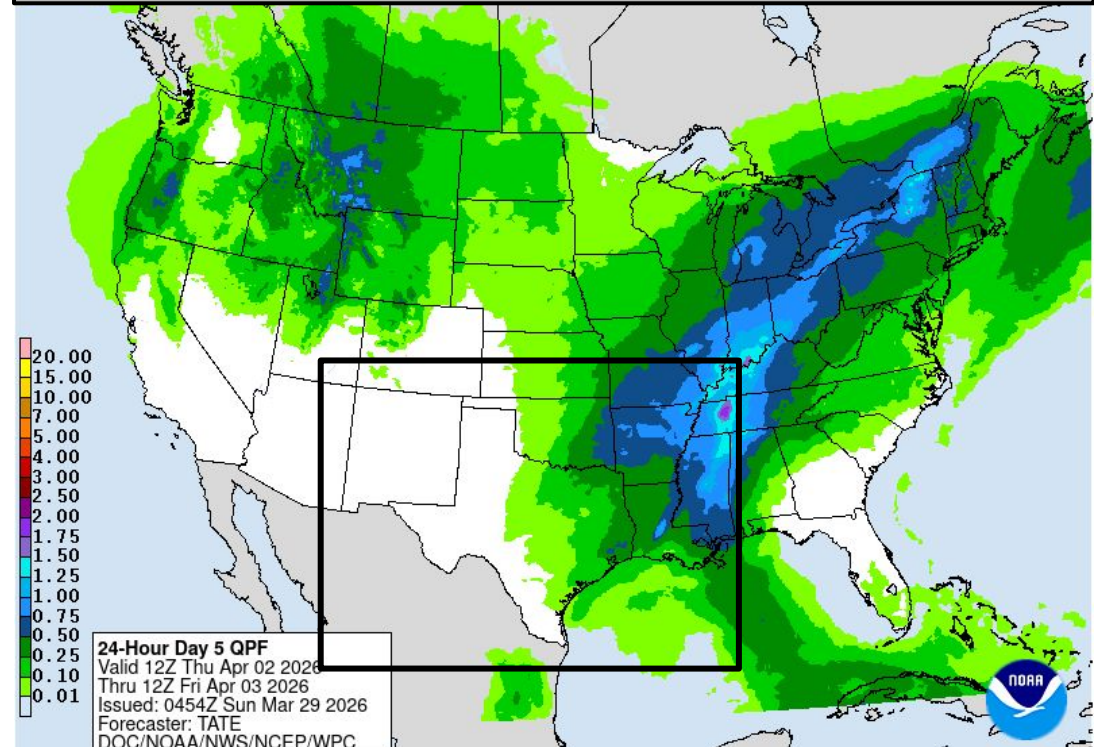 20.00
15.00
10.00
7.00
5.00
4.00
3.00
2.50
2.00
1.75
1.50
1.25
1.00
0.75
0.50
0.25
0.10
0.01
24-Hour Day 5 QPF
Valid 12Z Thu Apr 02 2026
Thru 12Z Fri Apr 03 2026
Issued: 0454Z Sun Mar 29 2026
Forecaster: TATE
DOC/NOAA/NWS/NCEP/WPC
NOAA